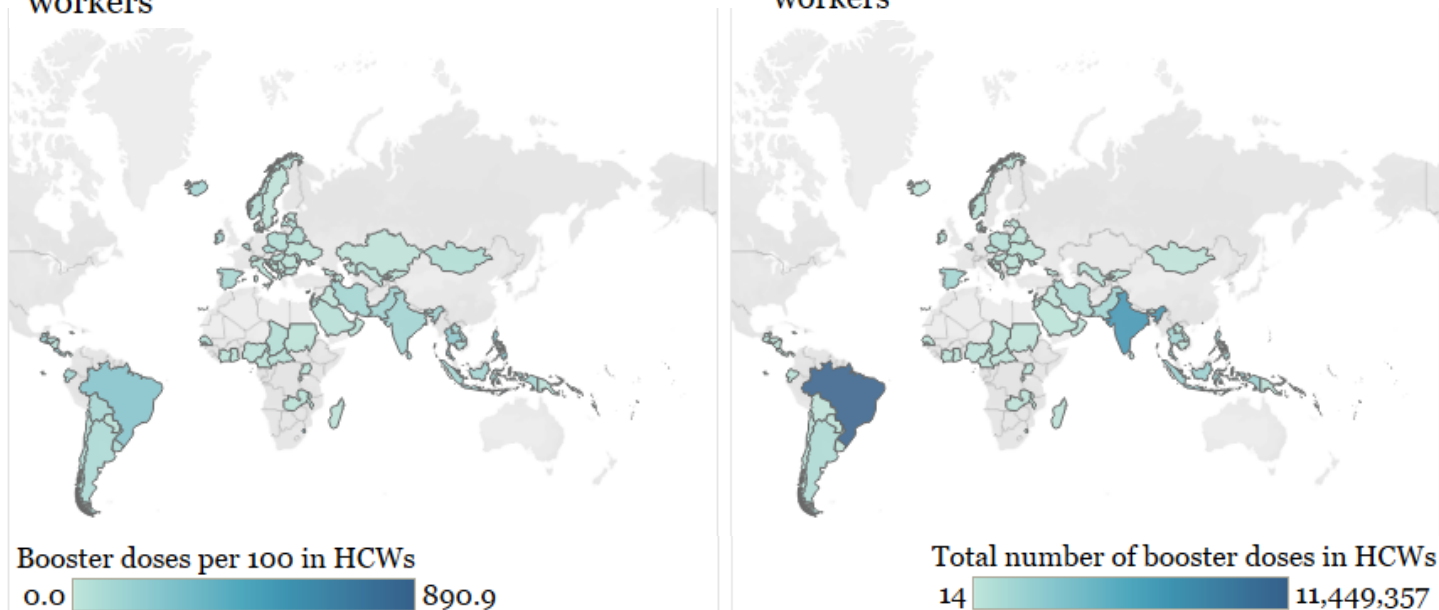 workers
workers
Booster doses per 100 in HCWs
0.0 890.9
Total number of booster doses in HCWs
14 11,449,357